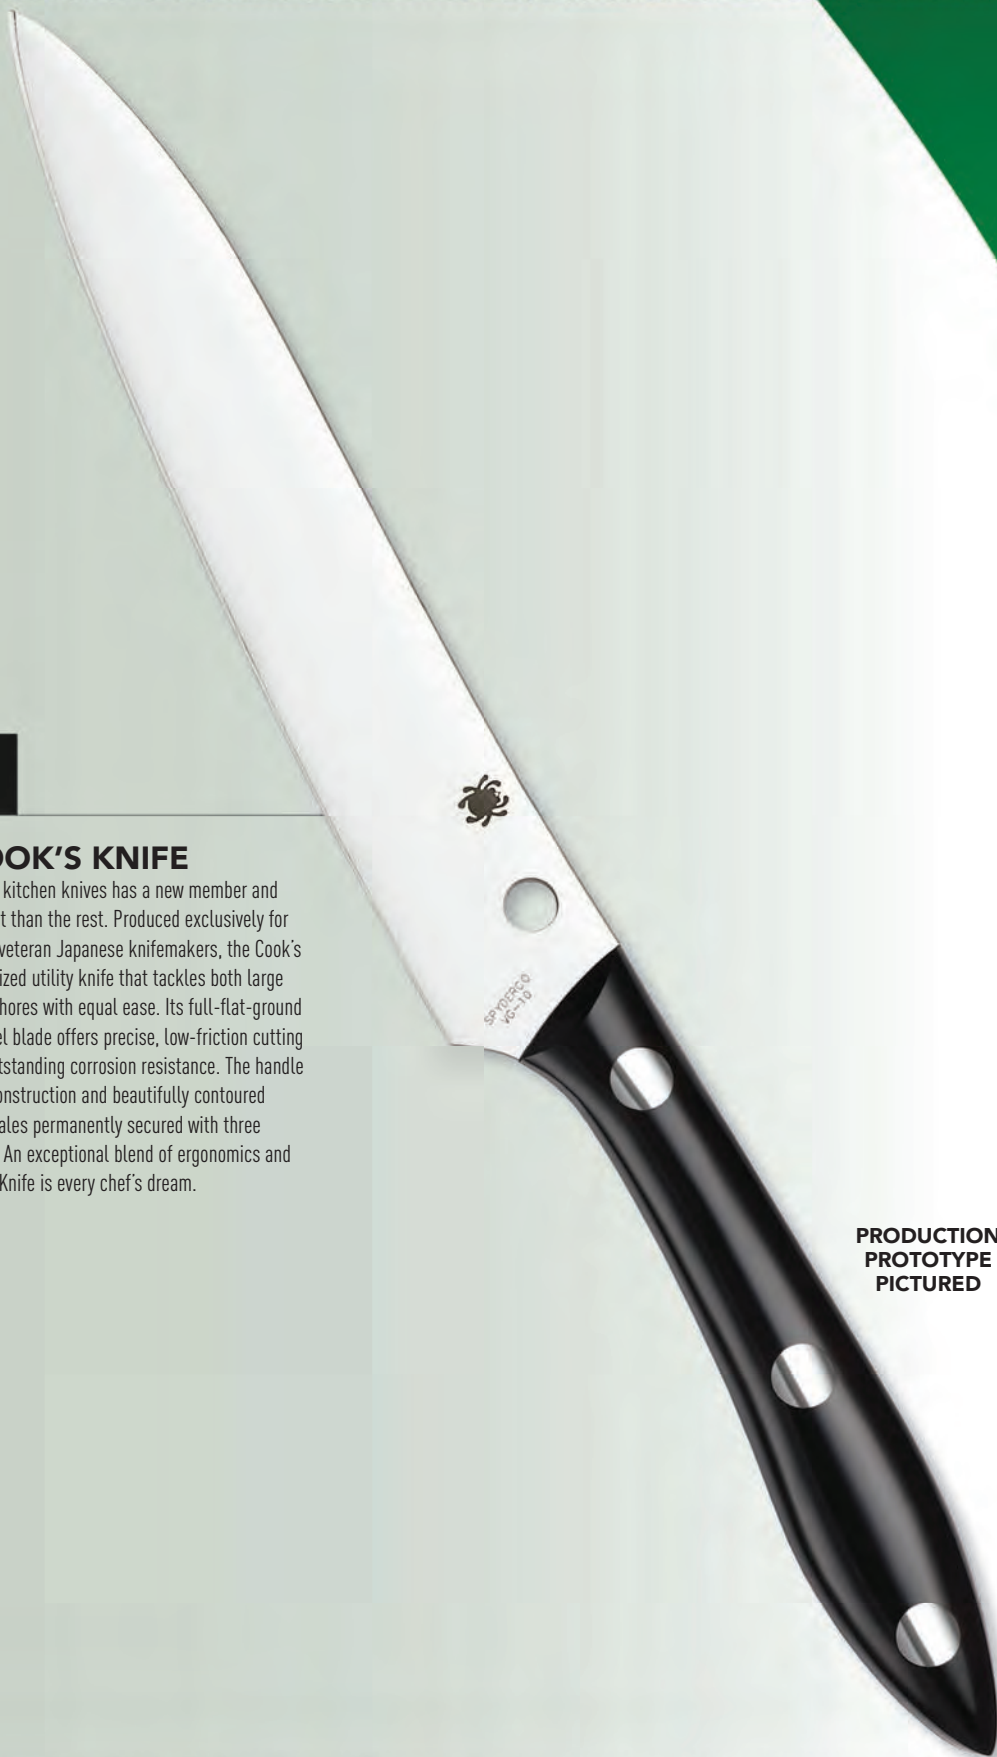 OOK'S KNIFE
kitchen knives has a new member and
t than the rest. Produced exclusively for
veteran Japanese knifemakers, the Cook's
ized utility knife that tackles both large
hores with equal ease. Its full-flat-ground
el blade offers precise, low-friction cutting
tstanding corrosion resistance. The handle
onstruction and beautifully contoured
ales permanently secured with three
An exceptional blend of ergonomics and
Knife is every chef's dream.
SPYDERCO
VG-10
PRODUCTION
PROTOTYPE
PICTURED